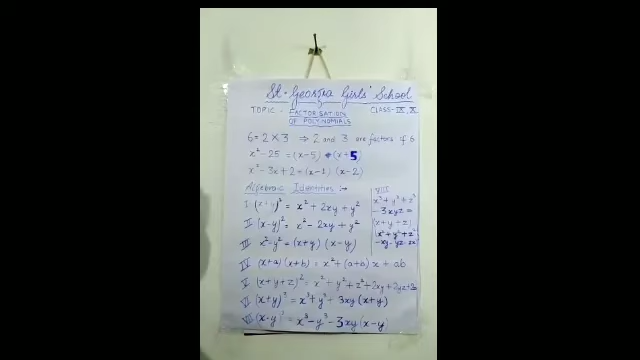 St. Georgia Girls' School
TOPIC - FACTORISATION OF POLYNOMIALS
CLASS - IX, X
6 = 2 × 3 ⇒ 2 and 3 are factors of 6
x² - 25 = (x - 5) (x + 5)
x² - 3x + 2 = (x - 1) (x - 2)
Algebraic Identities :-
I (x + y)² = x² + 2xy + y²
II (x - y)² = x² - 2xy + y²
III x² - y² = (x + y) (x - y)
IV (x + a) (x + b) = x² + (a + b) x + ab
V (x + y + z)² = x² + y² + z² + 2xy + 2yz +
VI (x + y)³ = x³ + y³ + 3xy (x + y)
VII (x - y)³ = x³ - y³ - 3xy (x - y)
VIII
x³ + y³ + z³
- 3xyz =
(x + y + z)
(x² + y² + z²
- xy - yz - zx)